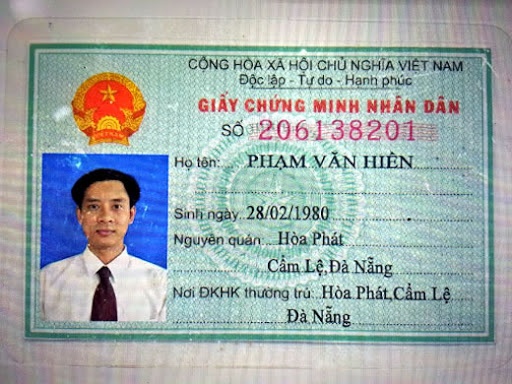 CỘNG HÒA XÃ HỘI CHỦ NGHĨA VIỆT NAM
Độc lập - Tự do - Hạnh phúc
GIẤY CHỨNG MINH NHÂN DÂN
SỐ 206138201
Họ tên: PHẠM VĂN HIÊN
Sinh ngày: 28/02/1980
Nguyên quán: Hòa Phát
Cẩm Lệ,Đà Nẵng
Nơi ĐKHK thường trú: Hòa Phát,Cẩm Lệ
Đà Nẵng